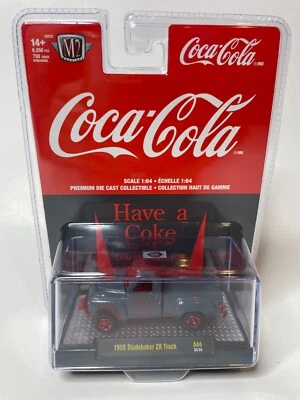 14+
M2
Coca-Cola
Coca-Cola
SCALE 1:64 • ÉCHELLE 1:64
PREMIUM DIE CAST COLLECTIBLE • COLLECTION HAUT DE GAMME
Have a
Coke
1950 Studebaker 2R Truck
A44